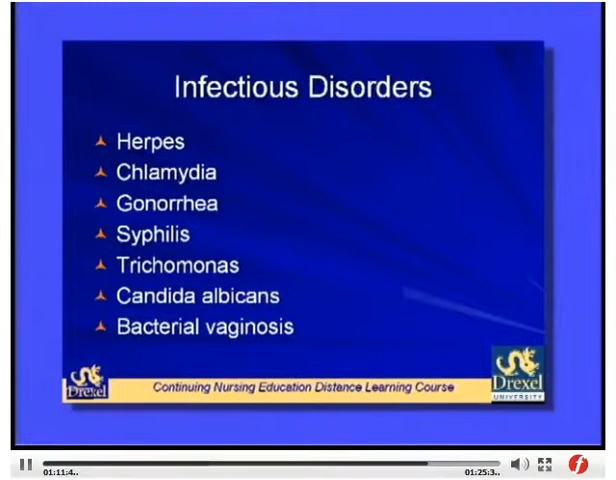 Infectious Disorders
Herpes
Chlamydia
Gonorrhea
Syphilis
Trichomonas
Candida albicans
Bacterial vaginosis
Drexel
Continuing Nursing Education Distance Learning Course
Drexel
UNIVERSITY
01:11:4..
01:25:3..